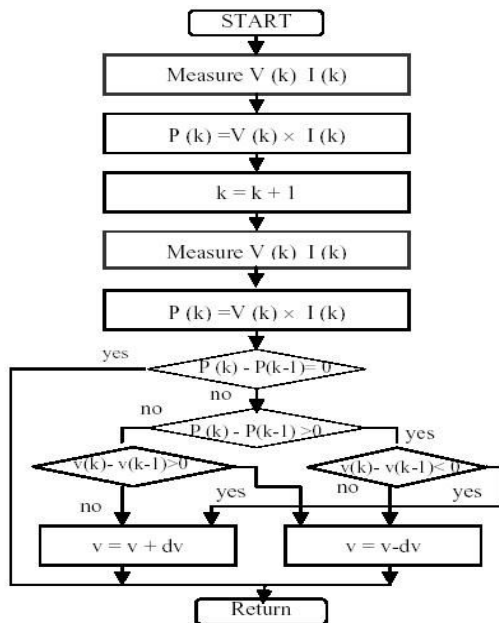 START
Measure V (k) I (k)
P (k) =V (k) × I (k)
k = k + 1
Measure V (k) I (k)
P (k) =V (k) × I (k)
yes
P (k) - P(k-1)= 0
no
no
P (k) - P(k-1) >0
yes
v(k)- v(k-1)>0
v(k)- v(k-1)< 0
no
yes
no
yes
v = v + dv
v = v-dv
Return